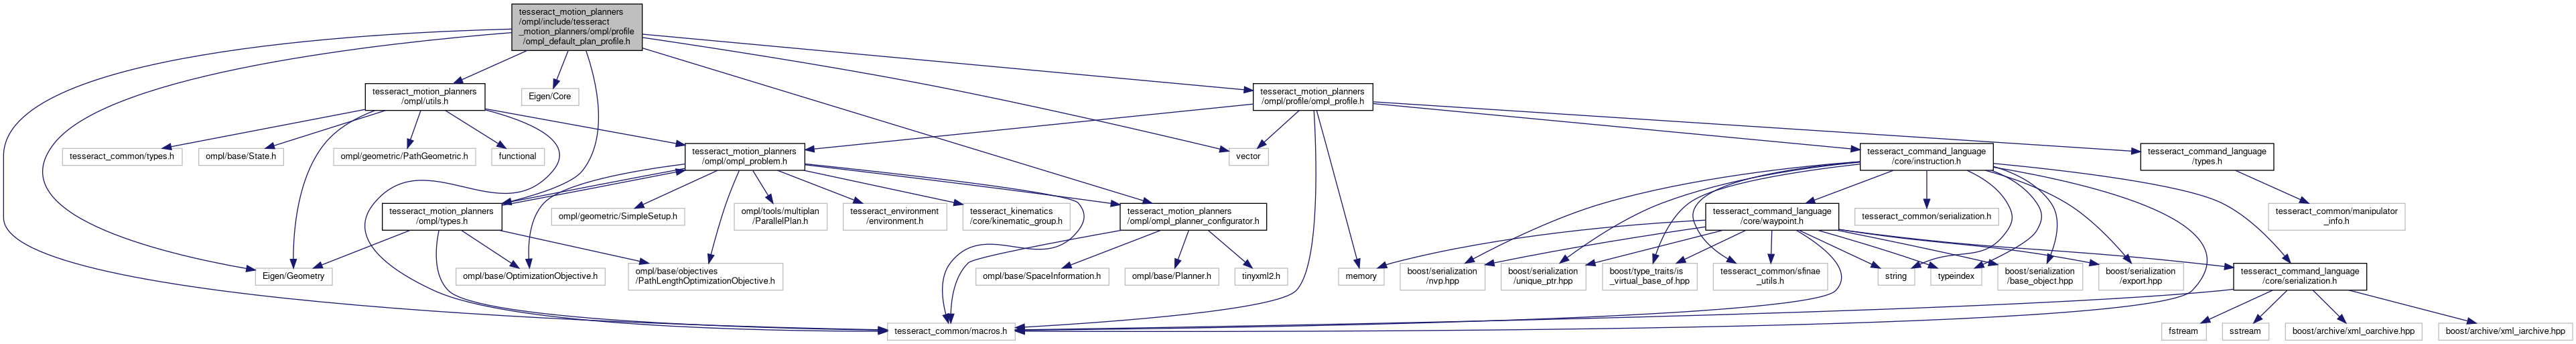 tesseract_motion_planners
/ompl/include/tesseract
_motion_planners/ompl/profile
/ompl_default_plan_profile.h
tesseract_motion_planners
/ompl/utils.h
Eigen/Core
tesseract_motion_planners
/ompl/profile/ompl_profile.h
tesseract_common/types.h
ompl/base/State.h
ompl/geometric/PathGeometric.h
functional
tesseract_motion_planners
/ompl/ompl_problem.h
vector
tesseract_command_language
/core/instruction.h
tesseract_command_language
/types.h
tesseract_motion_planners
/ompl/types.h
ompl/geometric/SimpleSetup.h
ompl/tools/multiplan
/ParallelPlan.h
tesseract_environment
/environment.h
tesseract_kinematics
/core/kinematic_group.h
tesseract_motion_planners
/ompl/ompl_planner_configurator.h
tesseract_command_language
/core/waypoint.h
tesseract_common/serialization.h
tesseract_common/manipulator
_info.h
Eigen/Geometry
ompl/base/OptimizationObjective.h
ompl/base/objectives
/PathLengthOptimizationObjective.h
ompl/base/SpaceInformation.h
ompl/base/Planner.h
tinyxml2.h
memory
boost/serialization
/nvp.hpp
boost/serialization
/unique_ptr.hpp
boost/type_traits/is
_virtual_base_of.hpp
tesseract_common/sfinae
_utils.h
string
typeindex
boost/serialization
/base_object.hpp
boost/serialization
/export.hpp
tesseract_command_language
/core/serialization.h
tesseract_common/macros.h
fstream
sstream
boost/archive/xml_oarchive.hpp
boost/archive/xml_iarchive.hpp